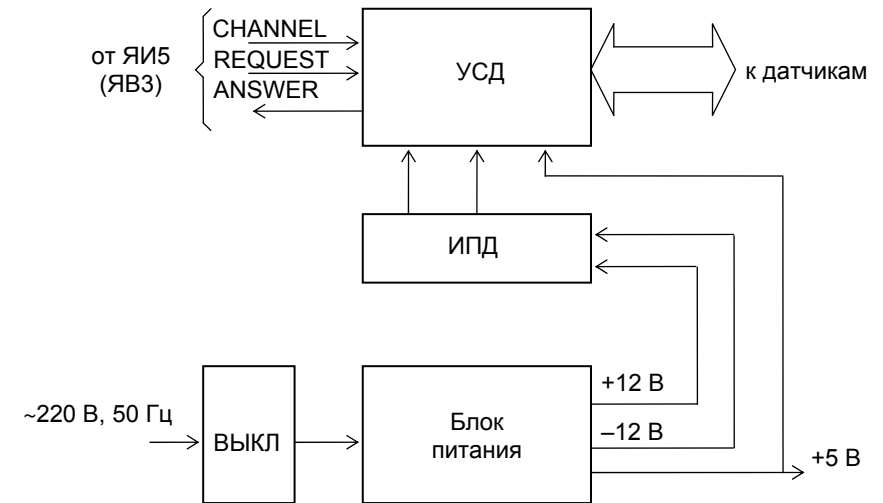 CHANNEL
от ЯИ5
REQUEST
УСД
(ЯВ3)
ANSWER
к датчикам
ИПД
+12 В
~220 В, 50 Гц
Блок
–12 В
ВЫКЛ
питания
+5 В